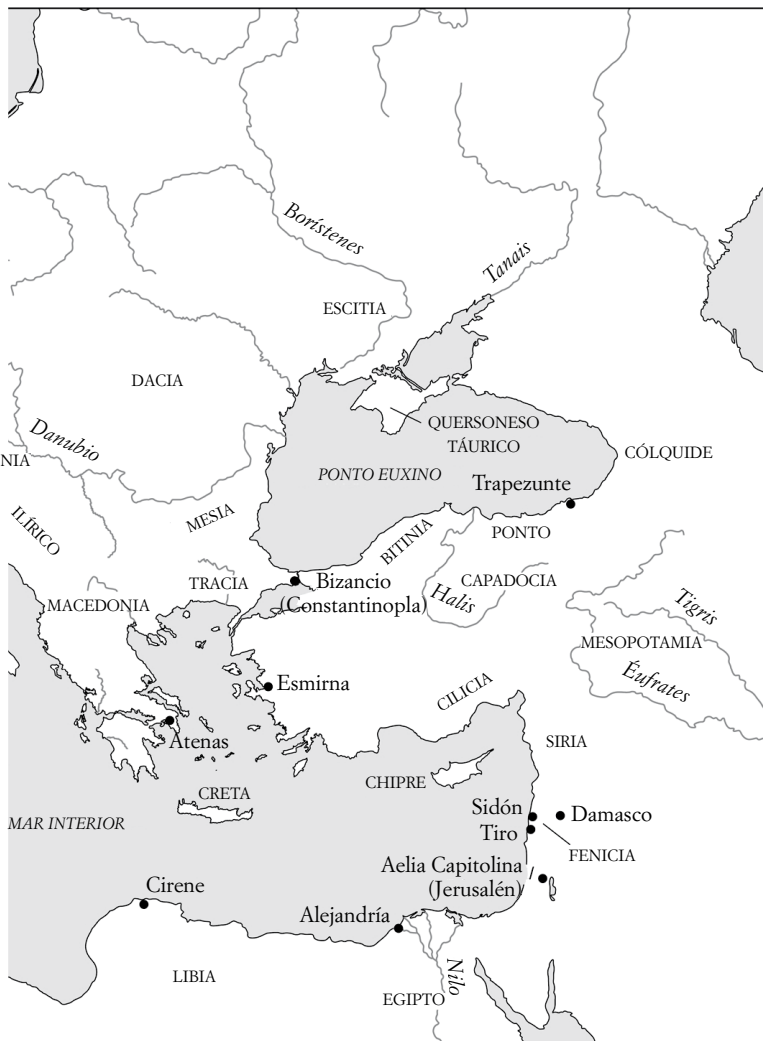 Borístenes
Tanais
ESCITIA
DACIA
QUERSONESO
TÁURICO
Danubio
NIA
CÓLQUIDE
PONTO EUXINO
Trapezunte
MESIA
ILÍRICO
BITINIA
PONTO
TRACIA
Bizancio
(Constantinopla)
Halis
CAPADOCIA
MACEDONIA
Tigris
MESOPOTAMIA
Éufrates
Esmirna
CILICIA
Atenas
SIRIA
CHIPRE
CRETA
MAR INTERIOR
Sidón
Tiro
Damasco
FENICIA
Aelia Capitolina
(Jerusalén)
Cirene
Alejandría
LIBIA
Nilo
EGIPTO